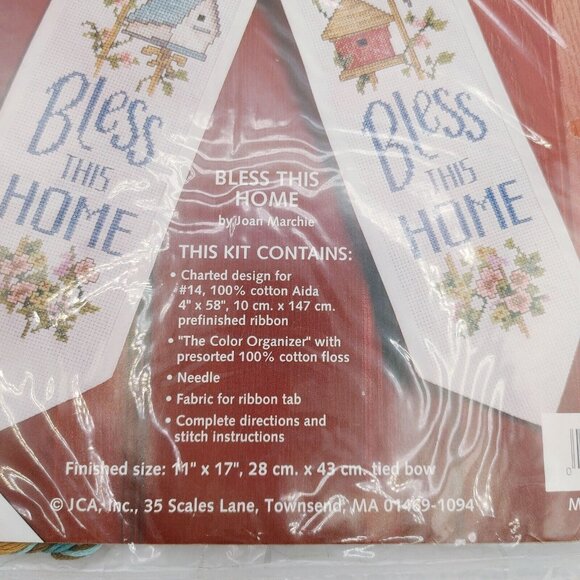 Bless
THIS
HOME
Bless
THIS
HOME
BLESS THIS
HOME
by Joan Marchie
THIS KIT CONTAINS:
• Charted design for
#14, 100% cotton Aida
4" x 58", 10 cm. x 147 cm.
prefinished ribbon
• "The Color Organizer" with
presorted 100% cotton floss
• Needle
• Fabric for ribbon tab
• Complete directions and
stitch instructions
Finished size: 11" x 17", 28 cm. x 43 cm. tied bow
© JCA, Inc., 35 Scales Lane, Townsend, MA 01469-1094
0
M